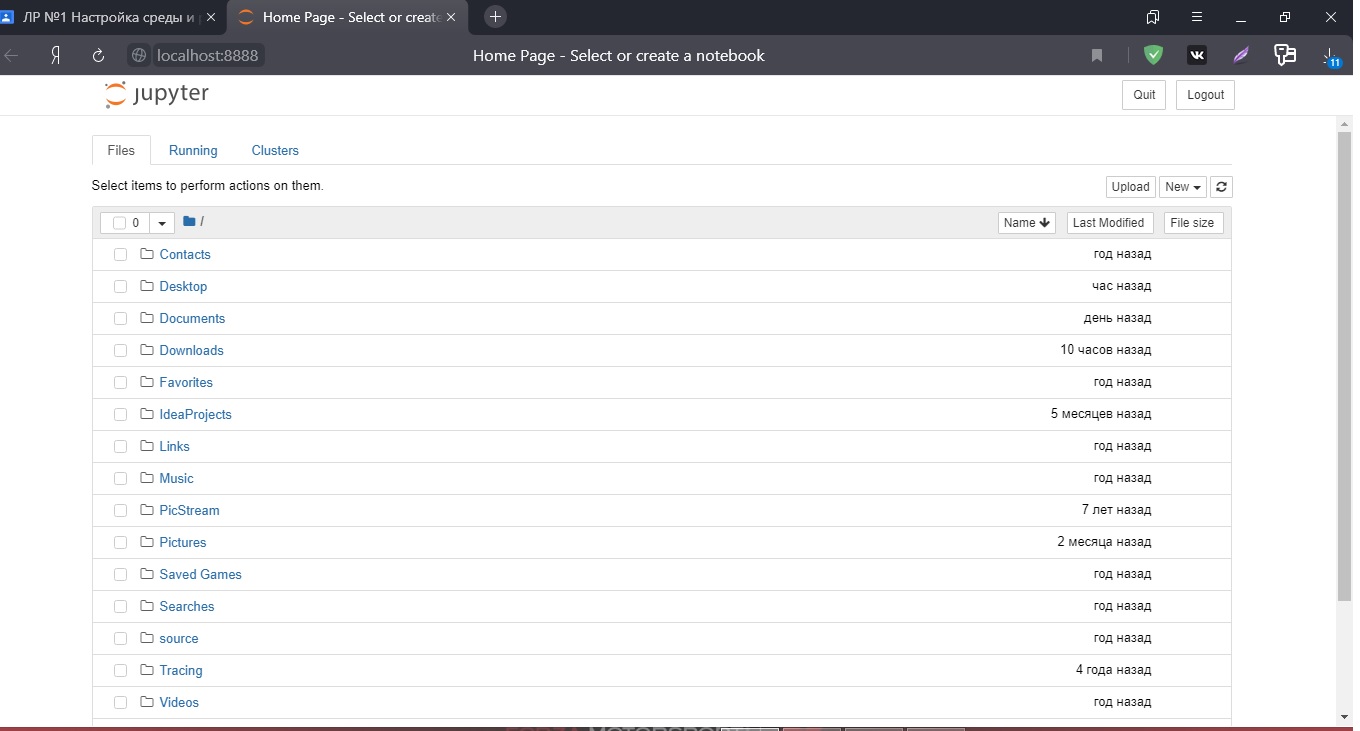 ЛР №1 Настройка среды и
Home Page - Select or create
Я
localhost:8888
Home Page - Select or create a notebook
11
jupyter
Quit
Logout
Files
Running
Clusters
Select items to perform actions on them.
Upload
New
0
/
Name
Last Modified
File size
Contacts
год назад
Desktop
час назад
Documents
день назад
Downloads
10 часов назад
Favorites
год назад
IdeaProjects
5 месяцев назад
Links
год назад
Music
год назад
PicStream
7 лет назад
Pictures
2 месяца назад
Saved Games
год назад
Searches
год назад
source
год назад
Tracing
4 года назад
Videos
год назад